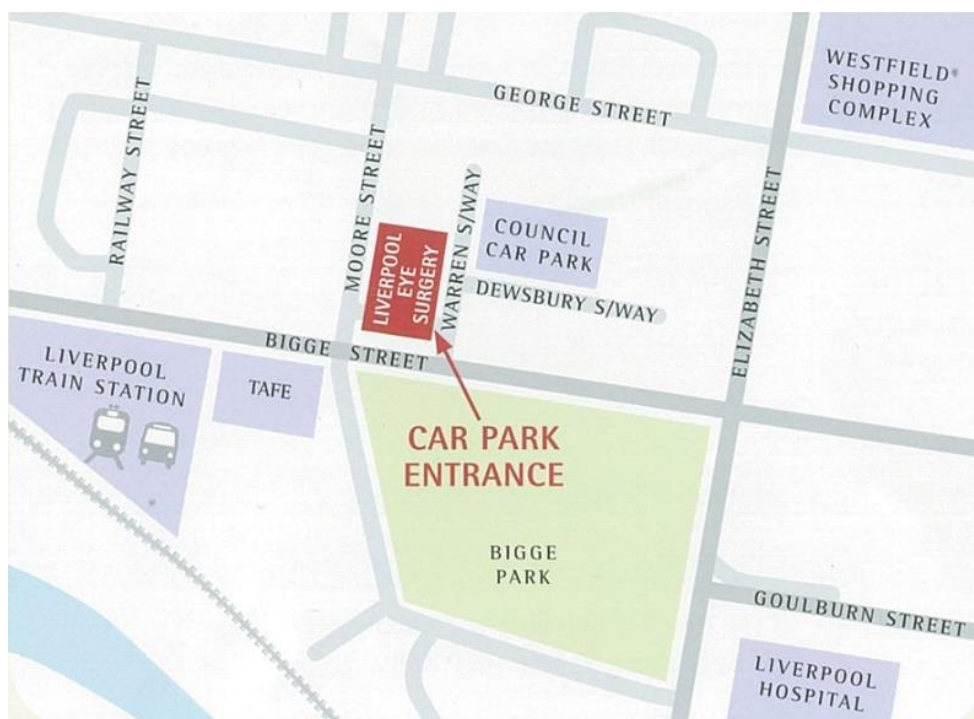 WESTFIELD®
SHOPPING
COMPLEX
GEORGE STREET
RAILWAY STREET
MOORE STREET
LIVERPOOL
EYE
SURGERY
WARREN S/WAY
COUNCIL
CAR PARK
DEWSBURY S/WAY
ELIZABETH STREET
BIGGE STREET
LIVERPOOL
TRAIN STATION
TAFE
CAR PARK
ENTRANCE
BIGGE
PARK
GOULBURN STREET
LIVERPOOL
HOSPITAL